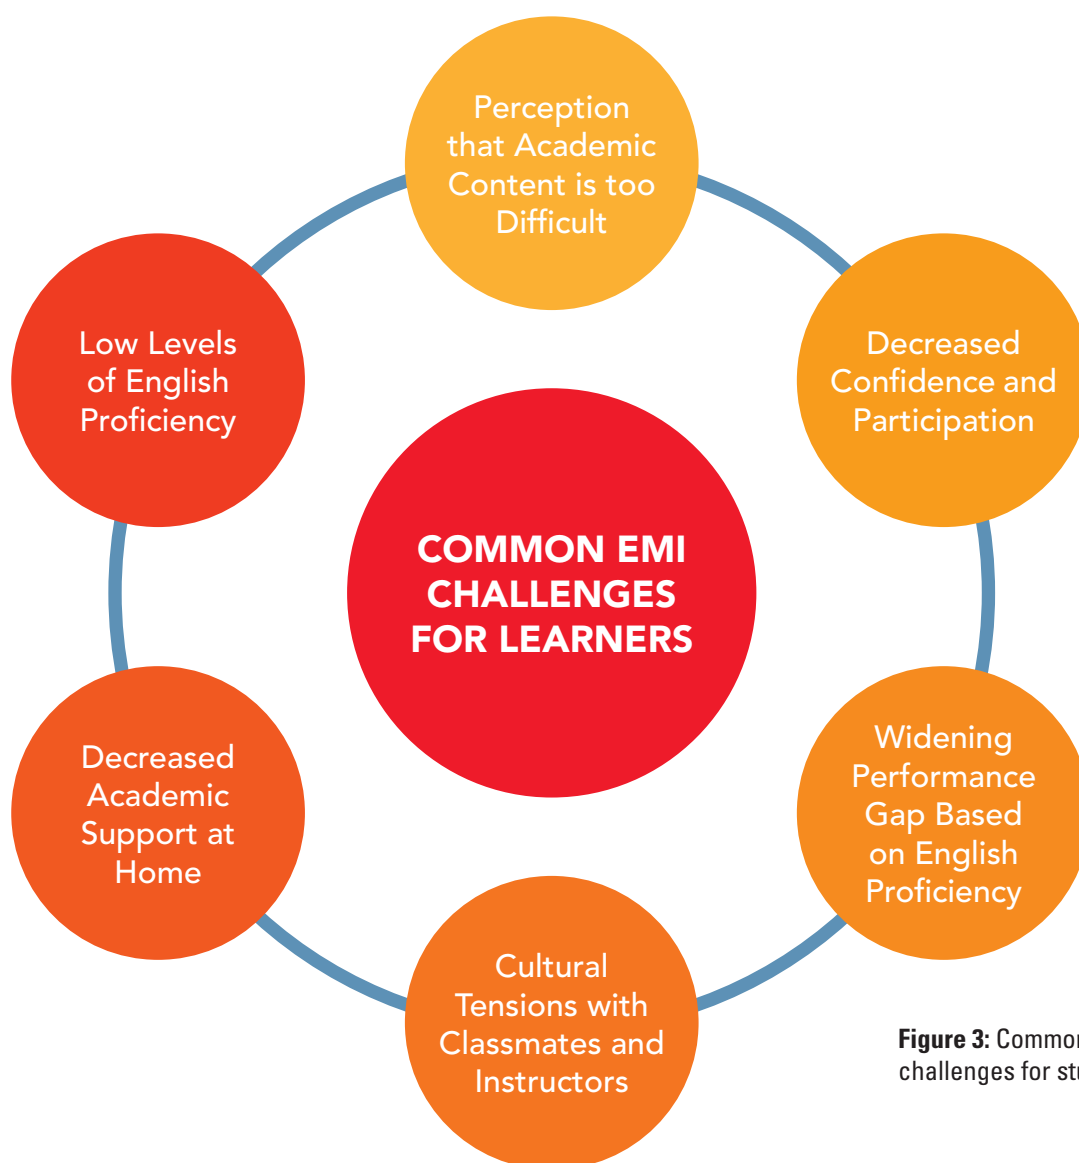 Perception
that Academic
Content is too
Difficult
Decreased
Confidence and
Participation
Widening
Performance
Gap Based
on English
Proficiency
Cultural
Tensions with
Classmates and
Instructors
Decreased
Academic
Support at
Home
Low Levels
of English
Proficiency
COMMON EMI
CHALLENGES
FOR LEARNERS
Figure 3: Common
challenges for stu